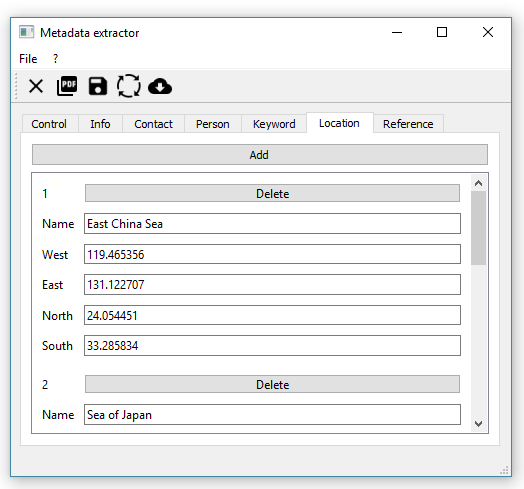 Metadata extractor
File ?
PDF
Control Info Contact Person Keyword Location Reference
Add
1 Delete
Name East China Sea
West 119.465356
East 131.122707
North 24.054451
South 33.285834
2 Delete
Name Sea of Japan